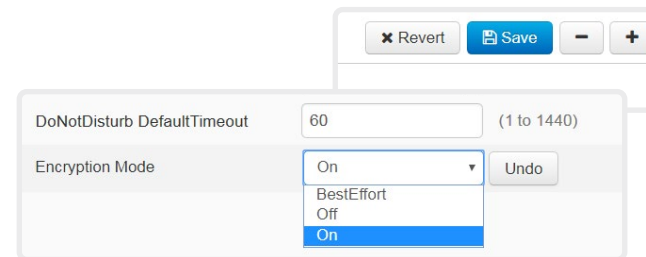 Revert Save
DoNotDisturb DefaultTimeout 60 (1 to 1440)
Encryption Mode On Undo
BestEffort
Off
On